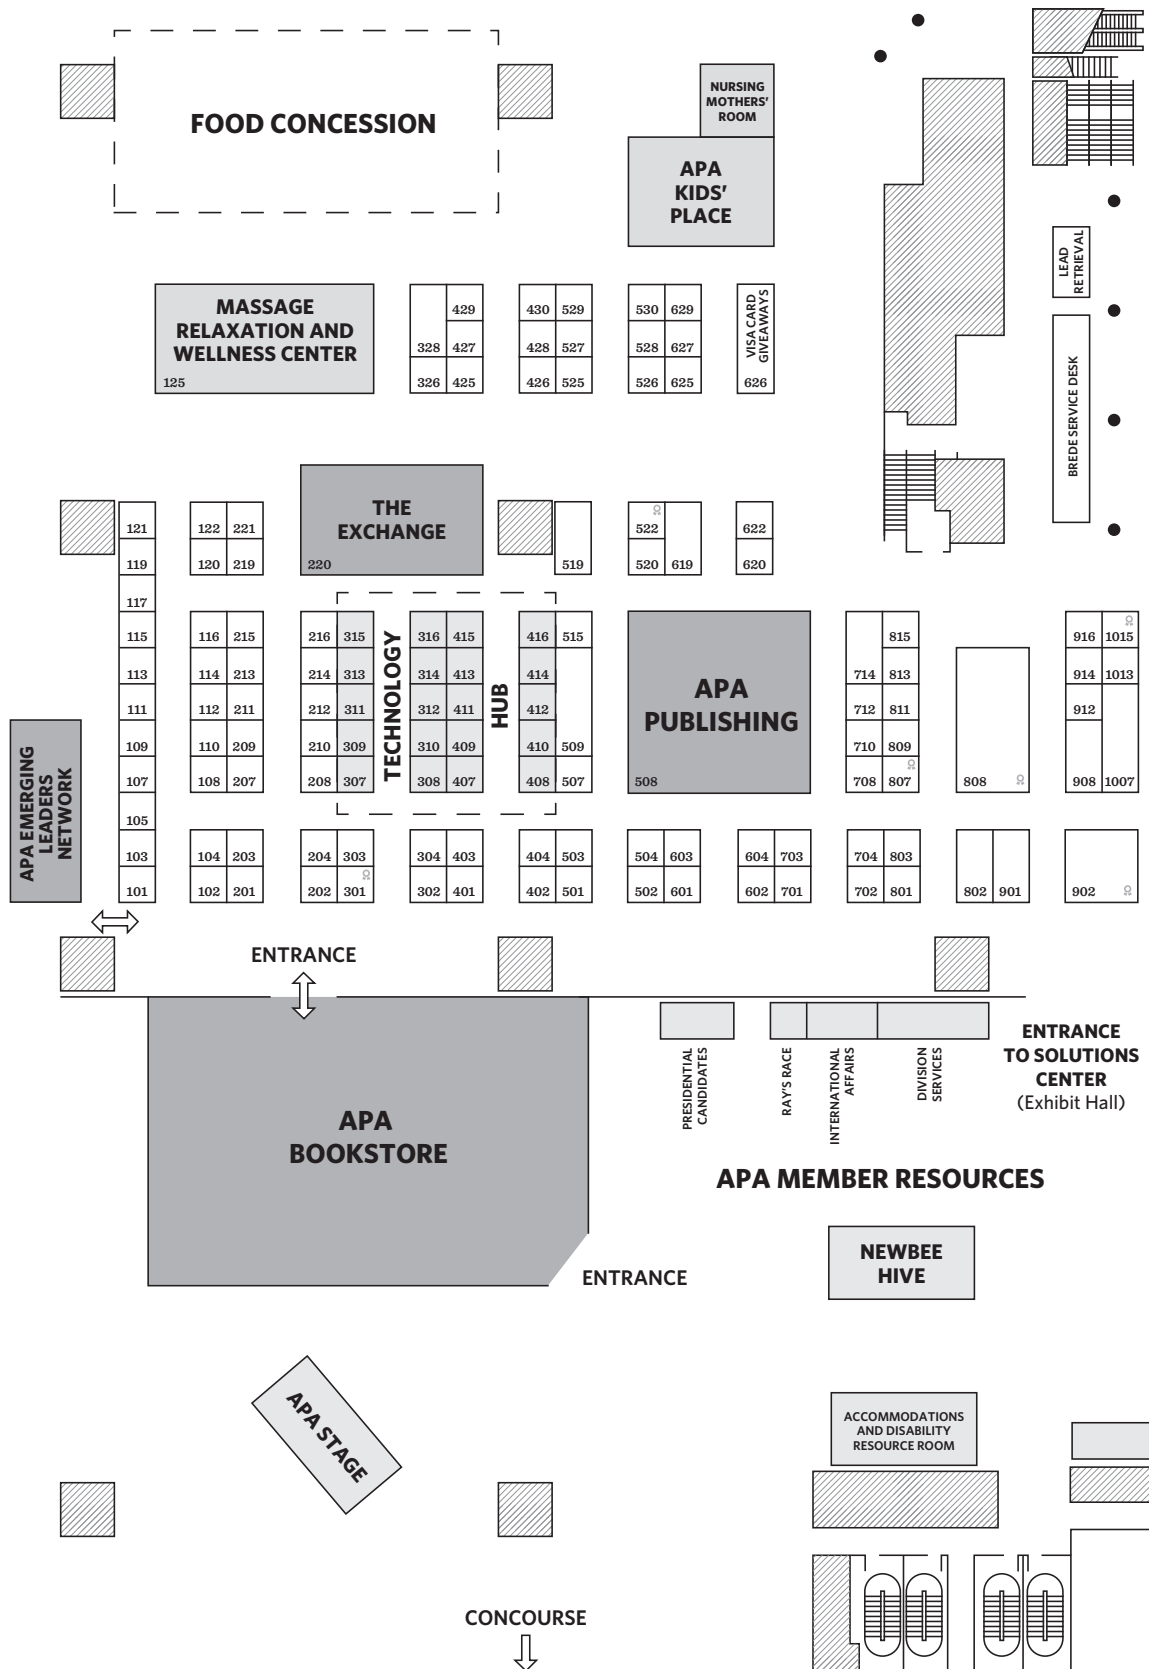 FOOD CONCESSION
NURSING
MOTHERS'
ROOM
APA
KIDS'
PLACE
LEAD
RETRIEVAL
BREDE SERVICE DESK
MASSAGE
RELAXATION AND
WELLNESS CENTER
125
429
328 427
326 425
430 529
428 527
426 525
530 629
528 627
526 625
VISA CARD
GIVEAWAYS
626
THE
EXCHANGE
220
121
119
117
115
113
111
109
107
105
103
101
122 221
120 219
519
522
520 619
622
620
116 215
114 213
112 211
110 209
108 207
216 315
214 313
212 311
210 309
208 307
TECHNOLOGY
HUB
316 415
314 413
312 411
310 409
308 407
416 515
414
412
410 509
408 507
APA
PUBLISHING
508
815
714 813
712 811
710 809
708 807
808
916 1015
914 1013
912
908 1007
APA EMERGING
LEADERS
NETWORK
104 203
102 201
204 303
202 301
304 403
302 401
404 503
402 501
504 603
502 601
604 703
602 701
704 803
702 801
802 901
902
ENTRANCE
APA
BOOKSTORE
PRESIDENTIAL
CANDIDATES
RAY'S RACE
INTERNATIONAL
AFFAIRS
DIVISION
SERVICES
ENTRANCE
TO SOLUTIONS
CENTER
(Exhibit Hall)
APA MEMBER RESOURCES
NEWBEE
HIVE
ENTRANCE
APA STAGE
ACCOMMODATIONS
AND DISABILITY
RESOURCE ROOM
CONCOURSE